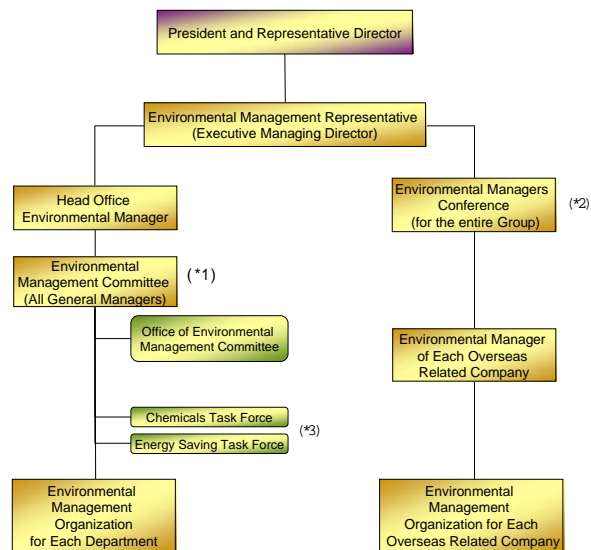 President and Representative Director
Environmental Management Representative
(Executive Managing Director)
Head Office
Environmental Manager
Environmental Managers
Conference
(for the entire Group)
(*2)
Environmental
Management Committee
(All General Managers)
(*1)
Office of Environmental
Management Committee
Environmental Manager
of Each Overseas
Related Company
Chemicals Task Force
(*3)
Energy Saving Task Force
Environmental
Management
Organization
for Each Department
Environmental
Management
Organization for Each
Overseas Related Company